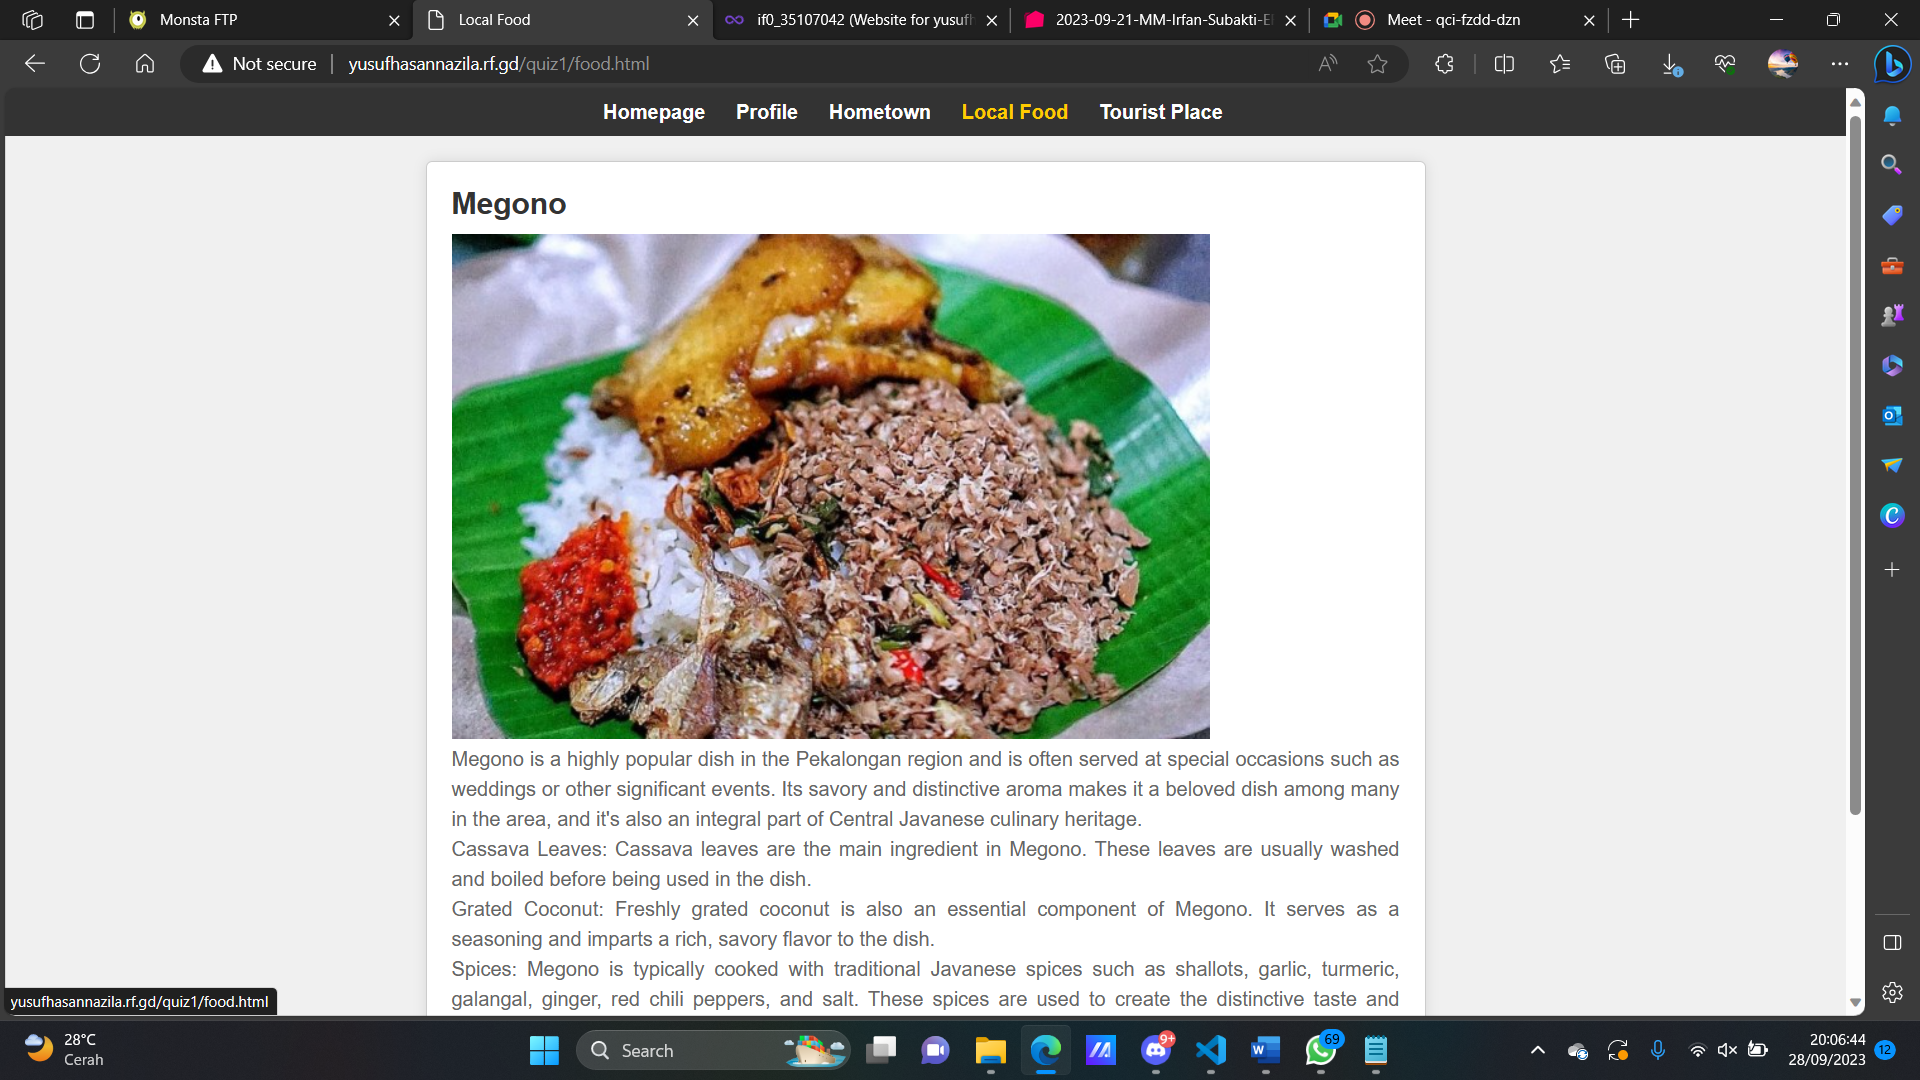 Monsta FTP
Local Food
if0_35107042 (Website for yusufh
2023-09-21-MM-Irfan-Subakti-El
Meet - qci-fzdd-dzn
Not secure
yusufhasannazila.rf.gd/quiz1/food.html
Homepage
Profile
Hometown
Local Food
Tourist Place
Megono
Megono is a highly popular dish in the Pekalongan region and is often served at special occasions such as
weddings or other significant events. Its savory and distinctive aroma makes it a beloved dish among many
in the area, and it's also an integral part of Central Javanese culinary heritage.
Cassava Leaves: Cassava leaves are the main ingredient in Megono. These leaves are usually washed
and boiled before being used in the dish.
Grated Coconut: Freshly grated coconut is also an essential component of Megono. It serves as a
seasoning and imparts a rich, savory flavor to the dish.
Spices: Megono is typically cooked with traditional Javanese spices such as shallots, garlic, turmeric,
galangal, ginger, red chili peppers, and salt. These spices are used to create the distinctive taste and
yusufhasannazila.rf.gd/quiz1/food.html
28°C
Cerah
Search
9+
69
20:06:44
28/09/2023
12